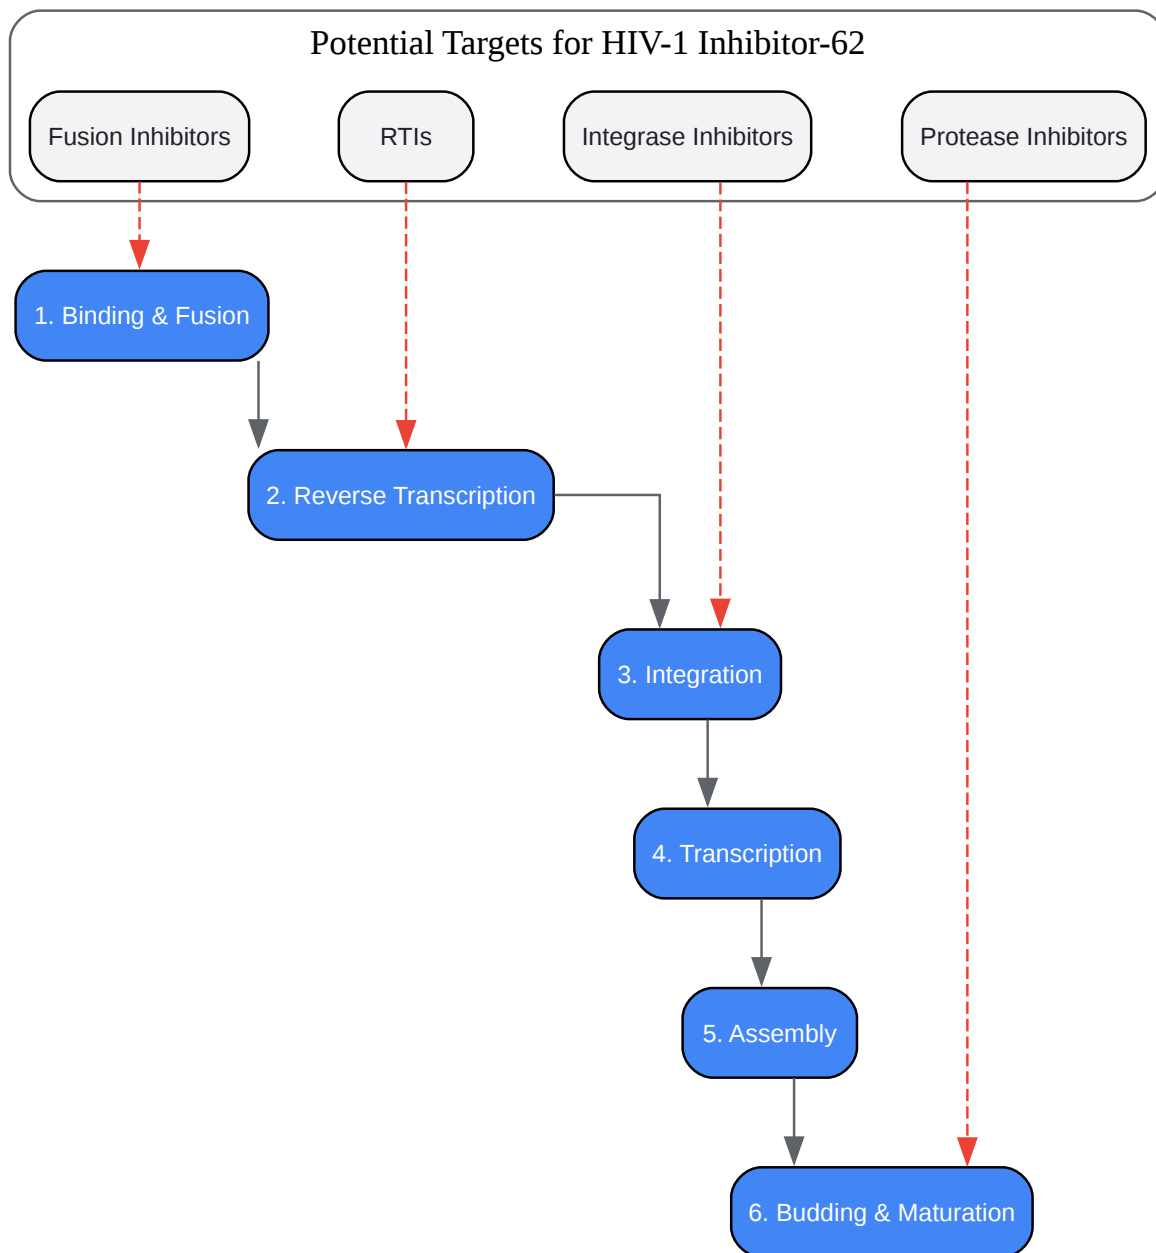 Potential Targets for HIV-1 Inhibitor-62
Fusion Inhibitors
RTIs
Integrase Inhibitors
Protease Inhibitors
1. Binding & Fusion
2. Reverse Transcription
3. Integration
4. Transcription
5. Assembly
6. Budding & Maturation